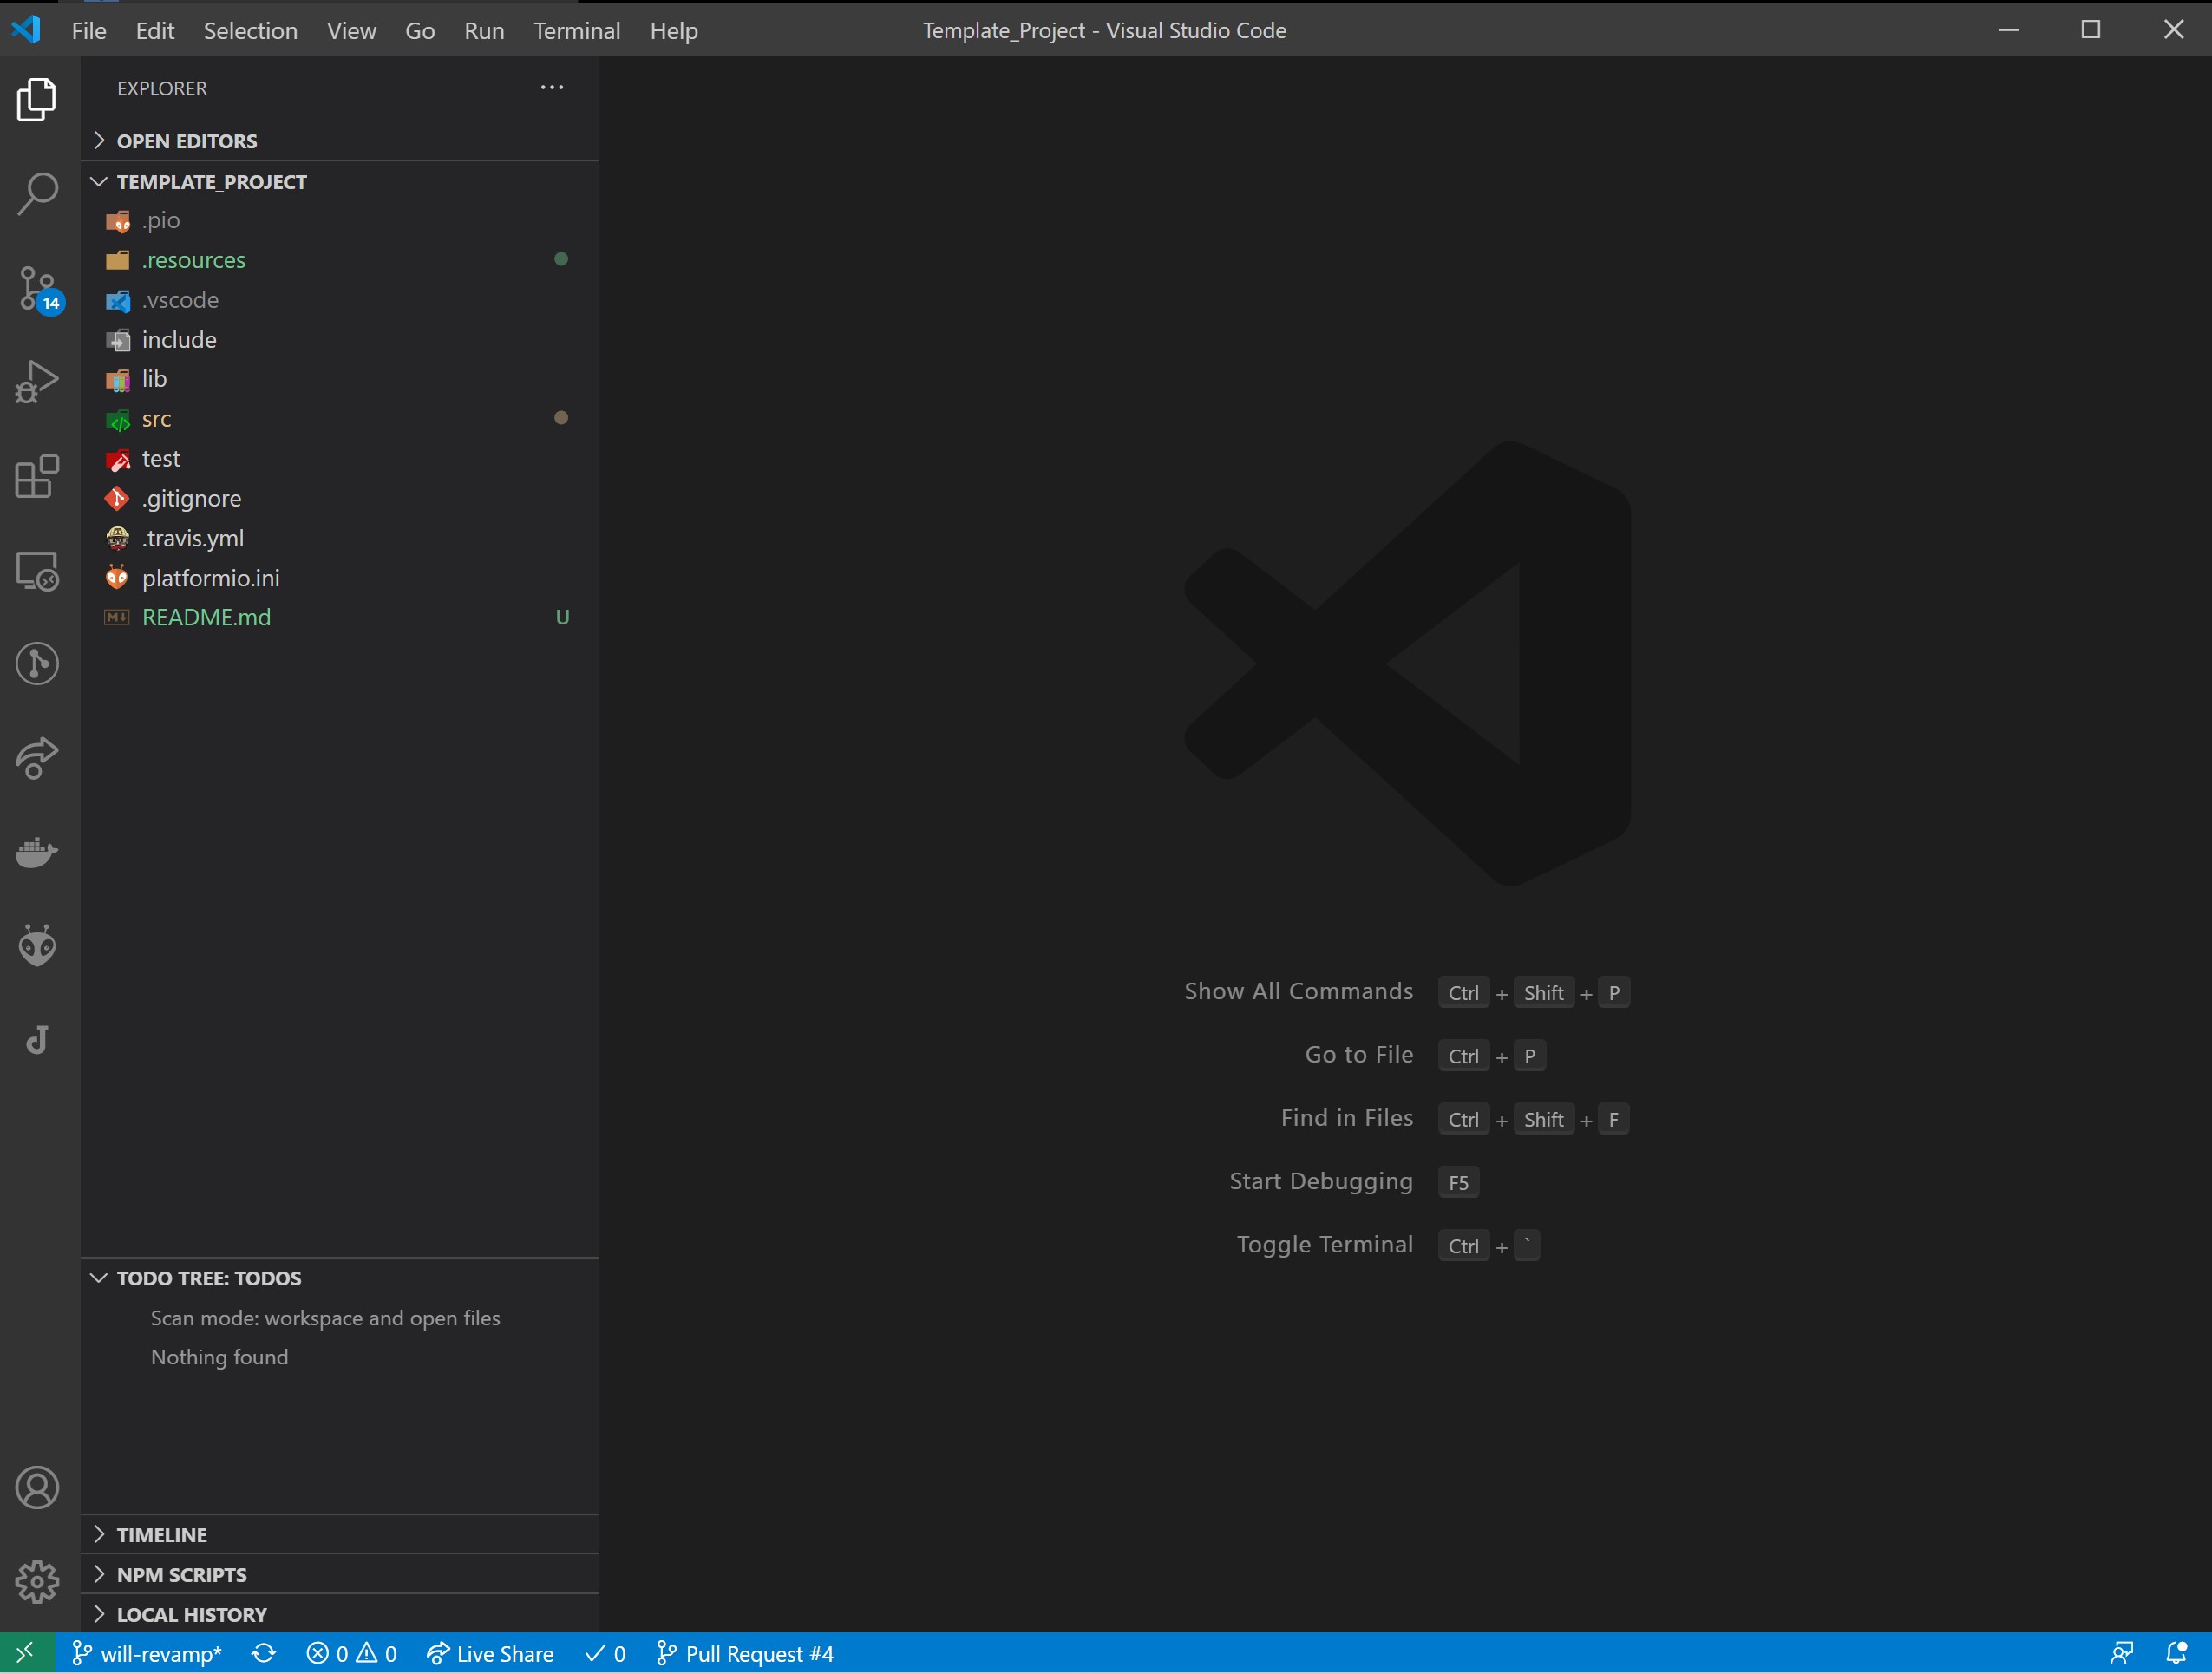 File Edit Selection View Go Run Terminal Help Template_Project - Visual Studio Code
EXPLORER ...
OPEN EDITORS
TEMPLATE_PROJECT
.pio
.resources
.vscode
include
lib
src
test
.gitignore
.travis.yml
platformio.ini
README.md U
14
Show All Commands Ctrl + Shift + P
Go to File Ctrl + P
Find in Files Ctrl + Shift + F
Start Debugging F5
Toggle Terminal Ctrl + `
TODO TREE: TODOS
Scan mode: workspace and open files
Nothing found
TIMELINE
NPM SCRIPTS
LOCAL HISTORY
will-revamp* 0 0 Live Share 0 Pull Request #4